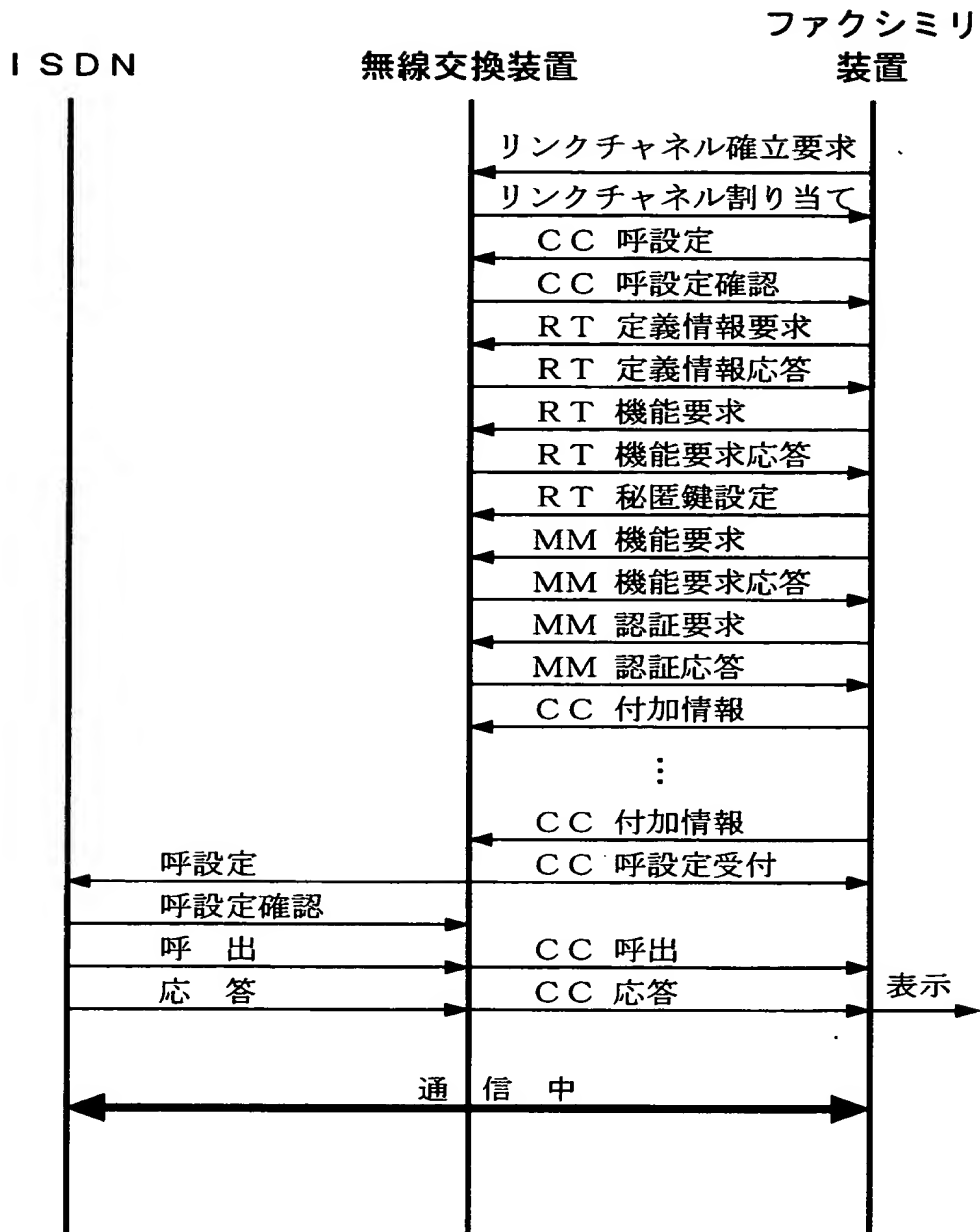 ファクシミリ
ISDN 無線交換装置 装置
リンクチャネル確立要求
リンクチャネル割り当て
CC 呼設定
CC 呼設定確認
RT 定義情報要求
RT 定義情報応答
RT 機能要求
RT 機能要求応答
RT 秘匿鍵設定
MM 機能要求
MM 機能要求応答
MM 認証要求
MM 認証応答
CC 付加情報
⋮
CC 付加情報
呼設定 CC 呼設定受付
呼設定確認
呼 出 CC 呼出
応 答 CC 応答 表示
通 信 中